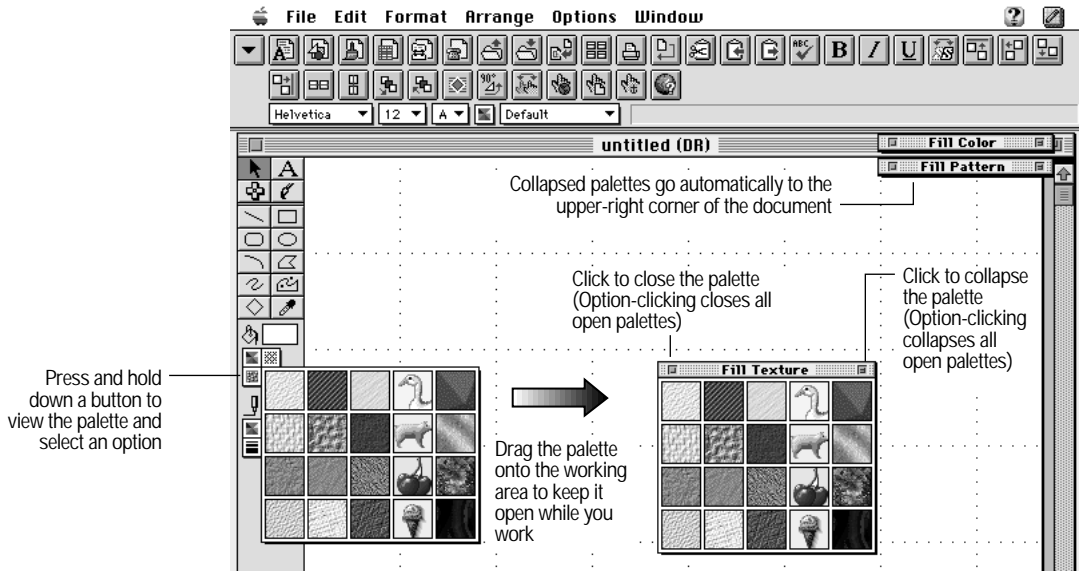 File Edit Format Arrange Options Window
ABC B I U
90°
Helvetica 12 A Default
untitled (DR)
Fill Color
A
Fill Pattern
Collapsed palettes go automatically to the
upper-right corner of the document
Click to close the palette
(Option-clicking closes all
open palettes)
Click to collapse
the palette
(Option-clicking
collapses all
open palettes)
Press and hold
down a button to
view the palette and
select an option
Fill Texture
Drag the palette
onto the working
area to keep it
open while you
work